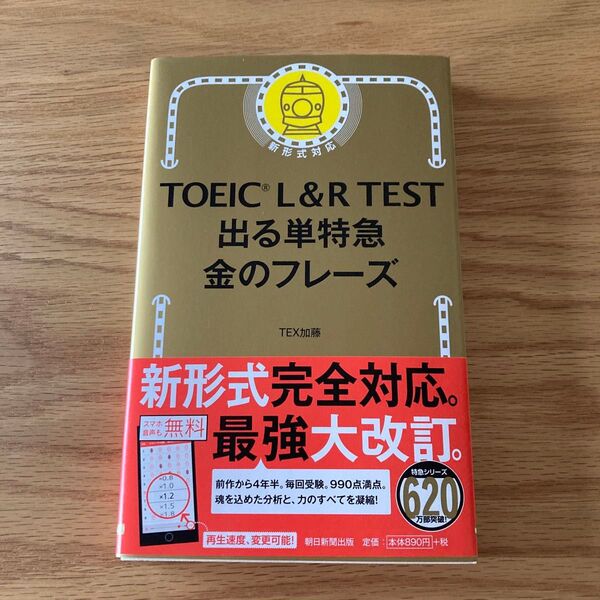 新形式対応
TOEIC® L&R TEST
出る単特急
金のフレーズ
TEX加藤
新形式完全対応。
スマホ
音声も
無料
最強大改訂。
×0.8
×1.0
×1.2
×1.5
×1.8
前作から4年半。毎回受験。990点満点。
魂を込めた分析と、力のすべてを凝縮!
特急シリーズ
620
万部突破!
再生速度、変更可能!
朝日新聞出版 定価:本体890円+税